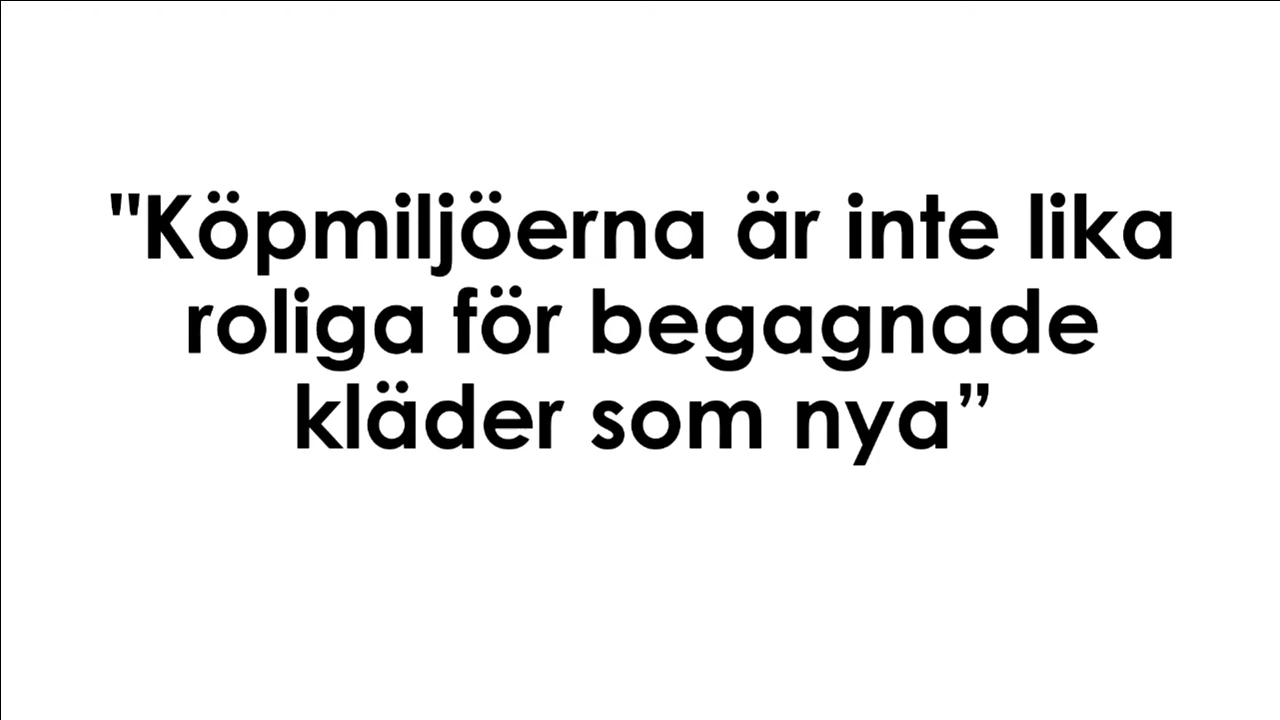 "Köpmiljöerna är inte lika
roliga för begagnade
kläder som nya”